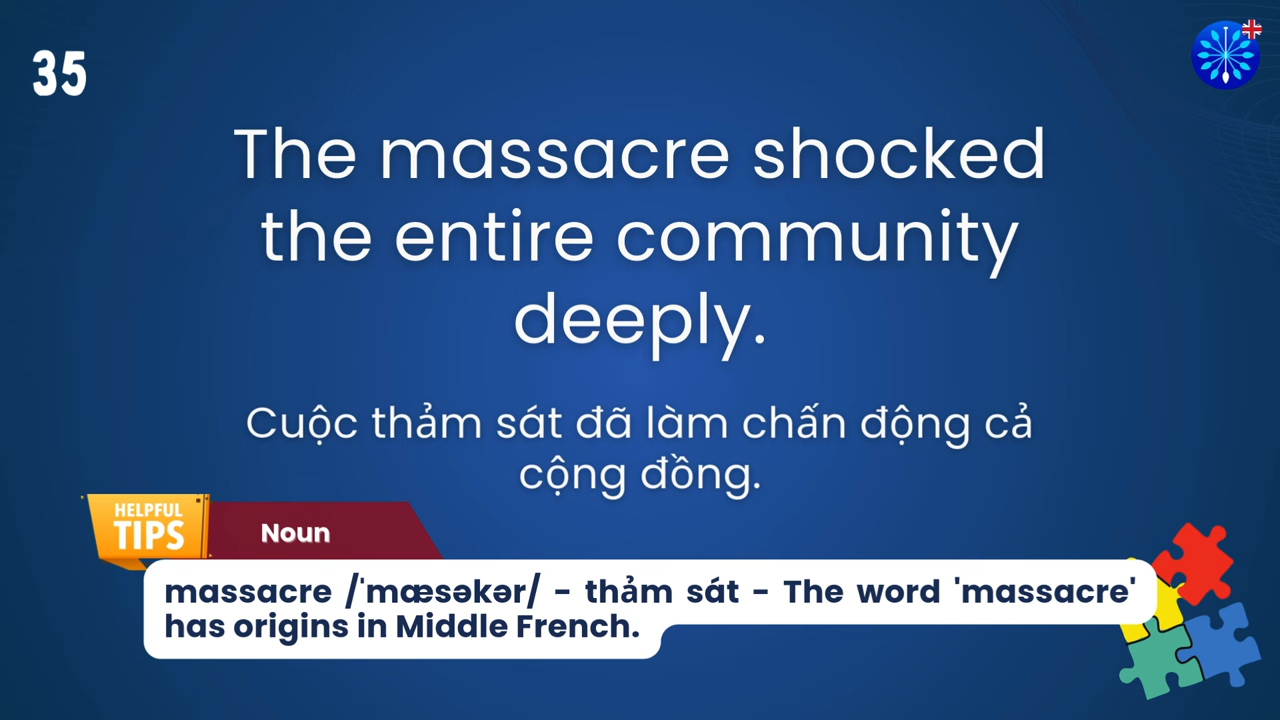 35
The massacre shocked
the entire community
deeply.
Cuộc thảm sát đã làm chấn động cả
cộng đồng.
HELPFUL
TIPS
Noun
massacre /ˈmæsəkər/ - thảm sát - The word 'massacre'
has origins in Middle French.